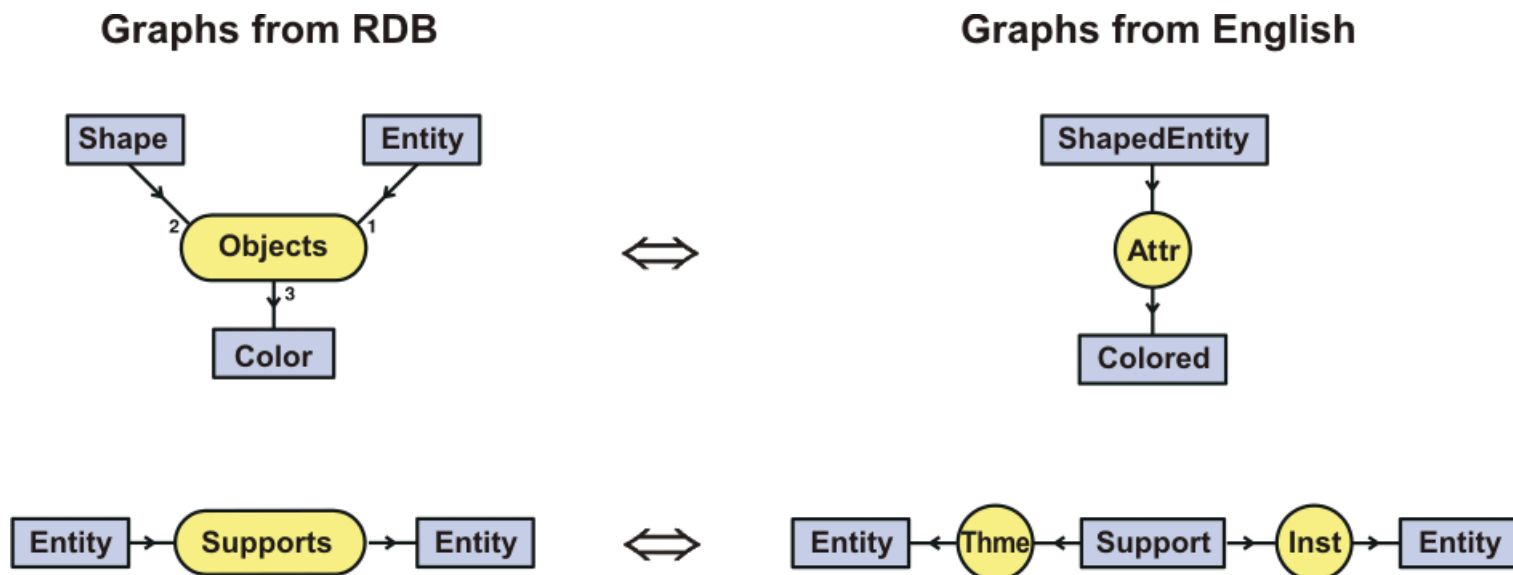 Graphs from RDB
Graphs from English
Shape
Entity
2
1
Objects
3
Color
ShapedEntity
Attr
Colored
Entity
Supports
Entity
Entity
Thme
Support
Inst
Entity